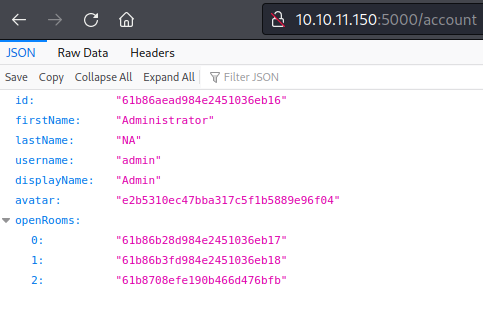 10.10.11.150:5000/account
JSON Raw Data Headers
Save Copy Collapse All Expand All Filter JSON
id: "61b86aead984e2451036eb16"
firstName: "Administrator"
lastName: "NA"
username: "admin"
displayName: "Admin"
avatar: "e2b5310ec47bba317c5f1b5889e96f04"
openRooms:
0: "61b86b28d984e2451036eb17"
1: "61b86b3fd984e2451036eb18"
2: "61b8708efe190b466d476bfb"